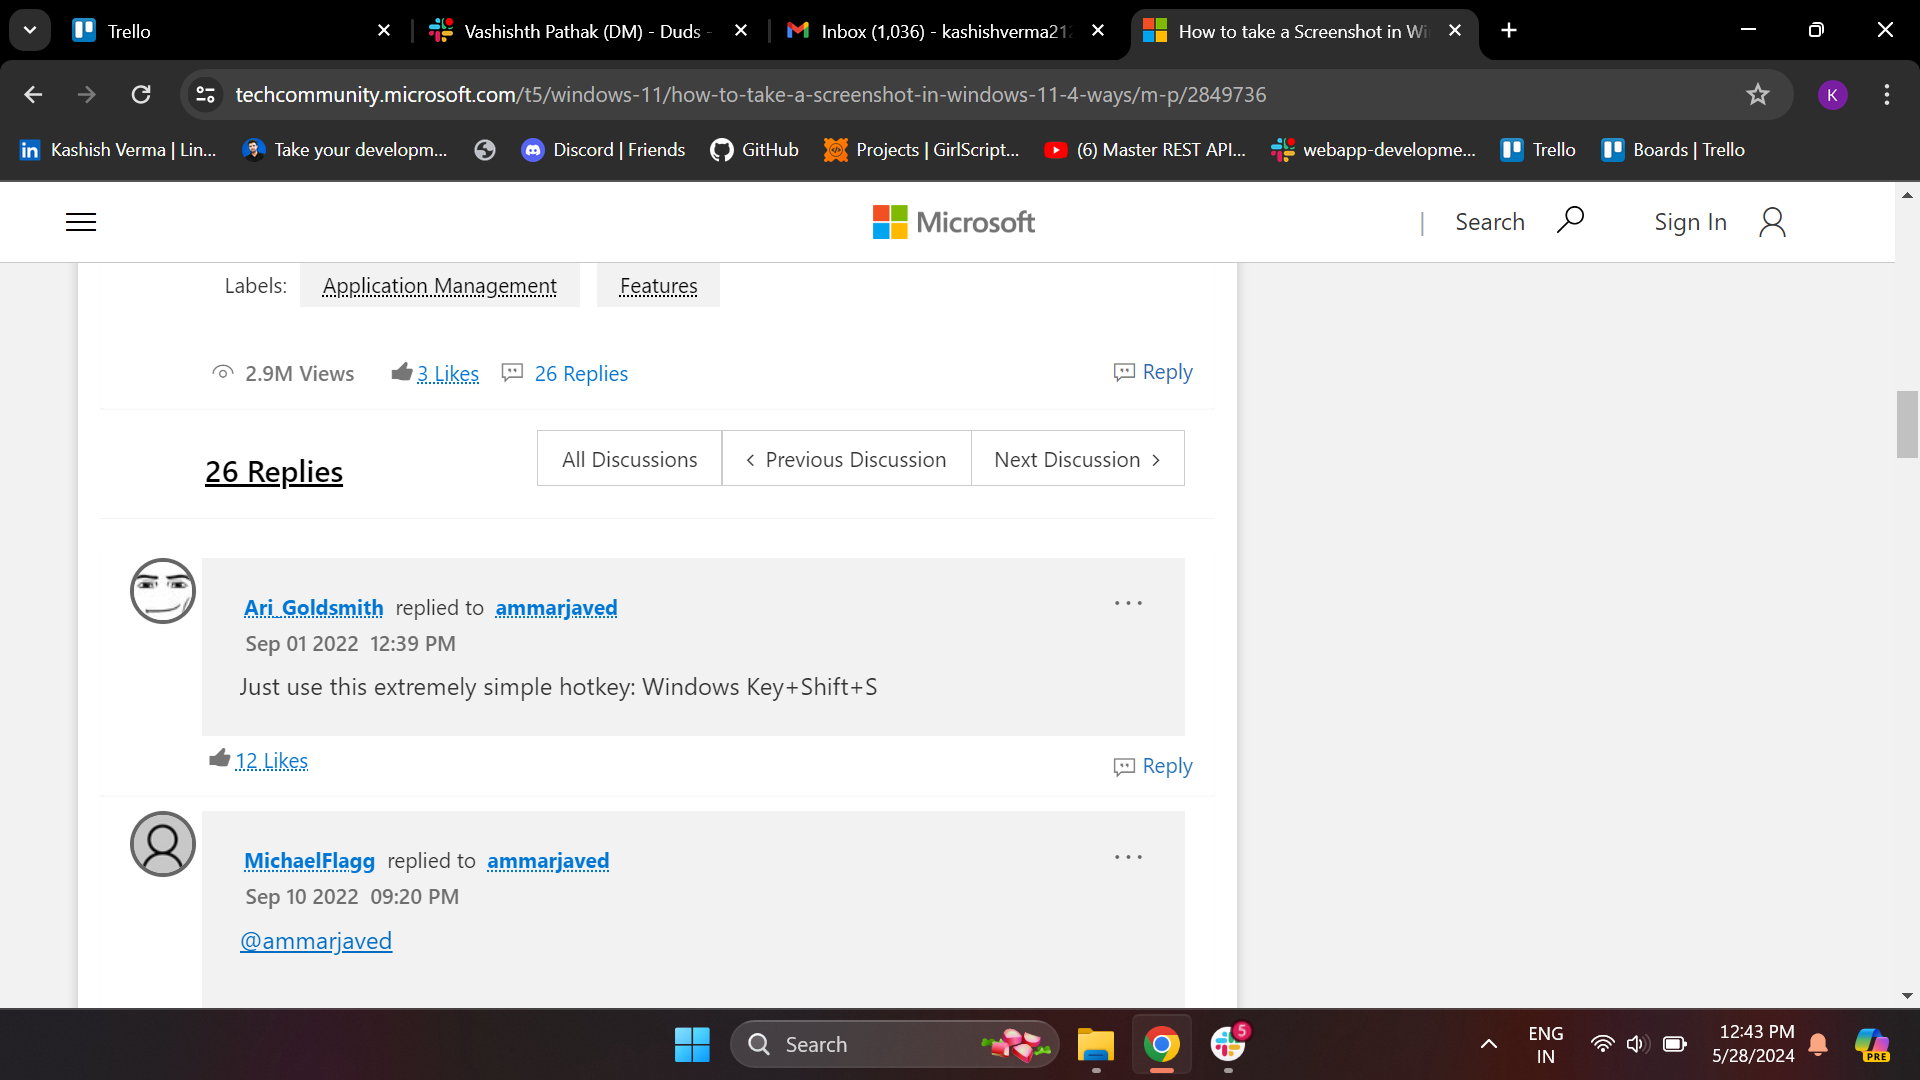 Trello
Vashishth Pathak (DM) - Duds -
Inbox (1,036) - kashishverma212
How to take a Screenshot in Wi
techcommunity.microsoft.com/t5/windows-11/how-to-take-a-screenshot-in-windows-11-4-ways/m-p/2849736
K
Kashish Verma | Lin...
Take your developm...
Discord | Friends
GitHub
Projects | GirlScript...
(6) Master REST API...
webapp-developme...
Trello
Boards | Trello
Microsoft
| Search
Sign In
Labels: Application Management Features
2.9M Views 3 Likes 26 Replies Reply
26 Replies
All Discussions
Previous Discussion
Next Discussion
Ari_Goldsmith replied to ammarjaved
Sep 01 2022 12:39 PM
Just use this extremely simple hotkey: Windows Key+Shift+S
12 Likes
Reply
MichaelFlagg replied to ammarjaved
Sep 10 2022 09:20 PM
@ammarjaved
Search
5
ENG
IN
12:43 PM
5/28/2024
PRE